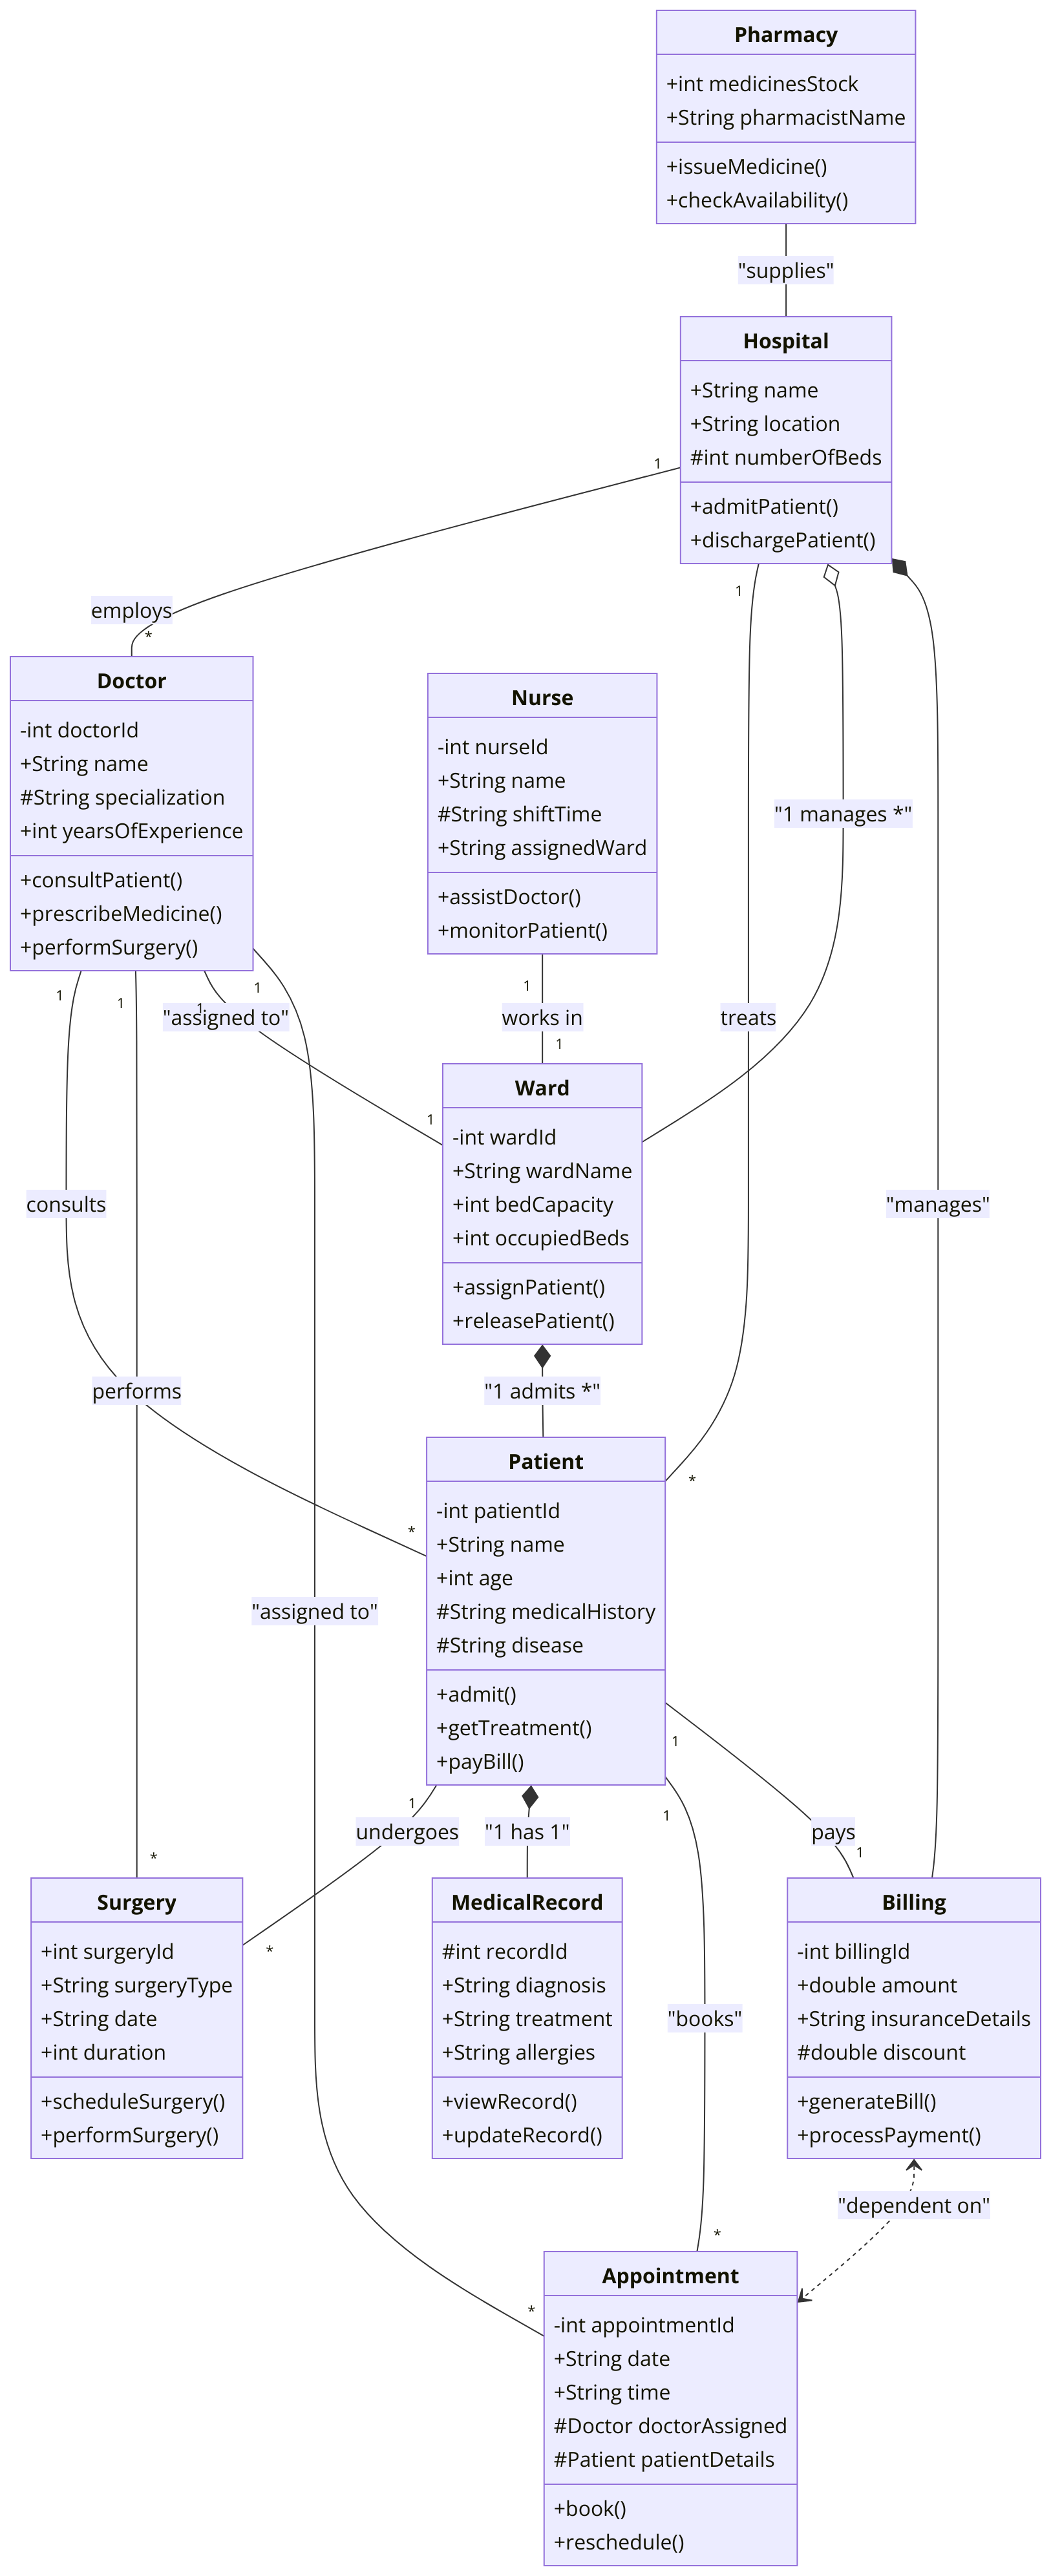 Pharmacy
+int medicinesStock
+String pharmacistName
+issueMedicine()
+checkAvailability()
"supplies"
Hospital
+String name
+String location
#int numberOfBeds
+admitPatient()
+dischargePatient()
1
employs
*
1
Doctor
-int doctorId
+String name
#String specialization
+int yearsOfExperience
+consultPatient()
+prescribeMedicine()
+performSurgery()
Nurse
-int nurseId
+String name
#String shiftTime
+String assignedWard
+assistDoctor()
+monitorPatient()
"1 manages *"
1
1
1
"assigned to"
1
1
works in
1
treats
1
Ward
-int wardId
+String wardName
+int bedCapacity
+int occupiedBeds
+assignPatient()
+releasePatient()
consults
"manages"
performs
"1 admits *"
*
*
Patient
-int patientId
+String name
+int age
#String medicalHistory
#String disease
+admit()
+getTreatment()
+payBill()
"assigned to"
1
1
1
undergoes
"1 has 1"
pays
1
*
*
Surgery
+int surgeryId
+String surgeryType
+String date
+int duration
+scheduleSurgery()
+performSurgery()
MedicalRecord
#int recordId
+String diagnosis
+String treatment
+String allergies
+viewRecord()
+updateRecord()
"books"
Billing
-int billingId
+double amount
+String insuranceDetails
#double discount
+generateBill()
+processPayment()
"dependent on"
*
*
Appointment
-int appointmentId
+String date
+String time
#Doctor doctorAssigned
#Patient patientDetails
+book()
+reschedule()